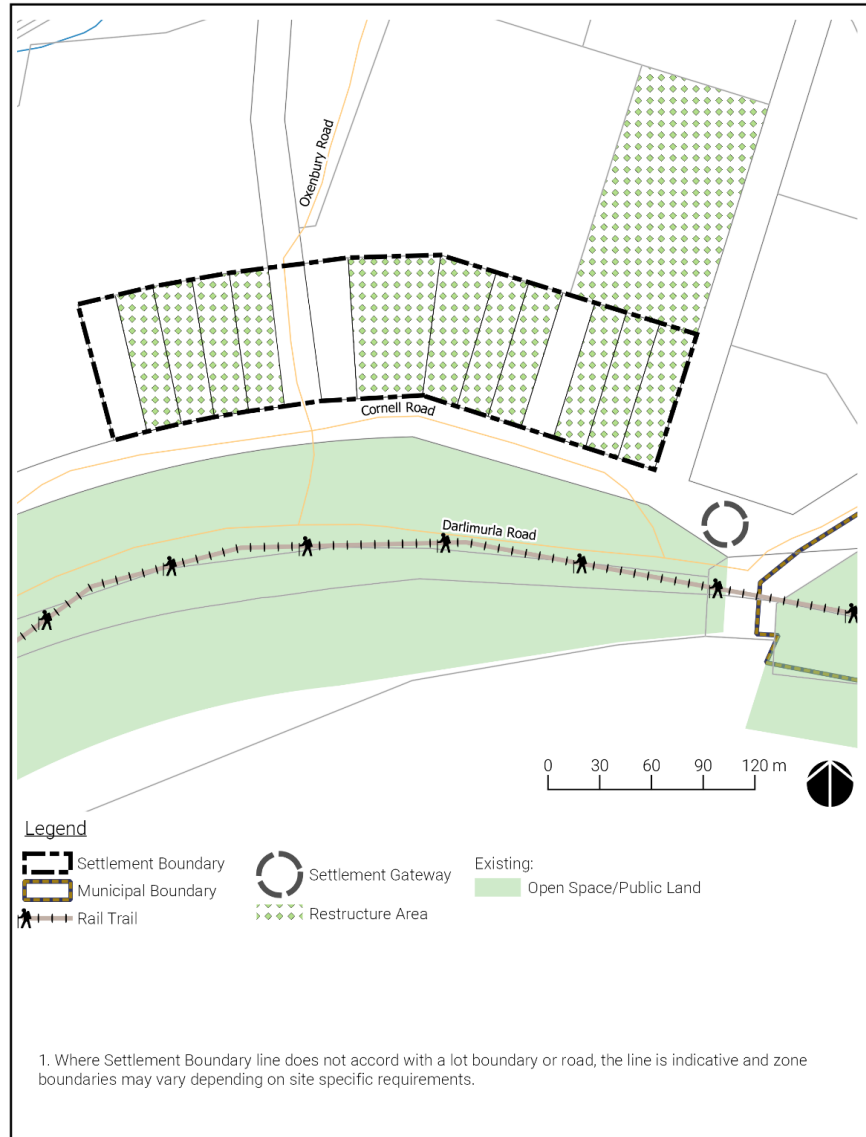 Oxenbury Road
Cornell Road
Darlimurla Road
0 30 60 90 120 m
Legend
Settlement Boundary
Municipal Boundary
Rail Trail
Settlement Gateway
Restructure Area
Existing:
Open Space/Public Land
1. Where Settlement Boundary line does not accord with a lot boundary or road, the line is indicative and zone
boundaries may vary depending on site specific requirements.